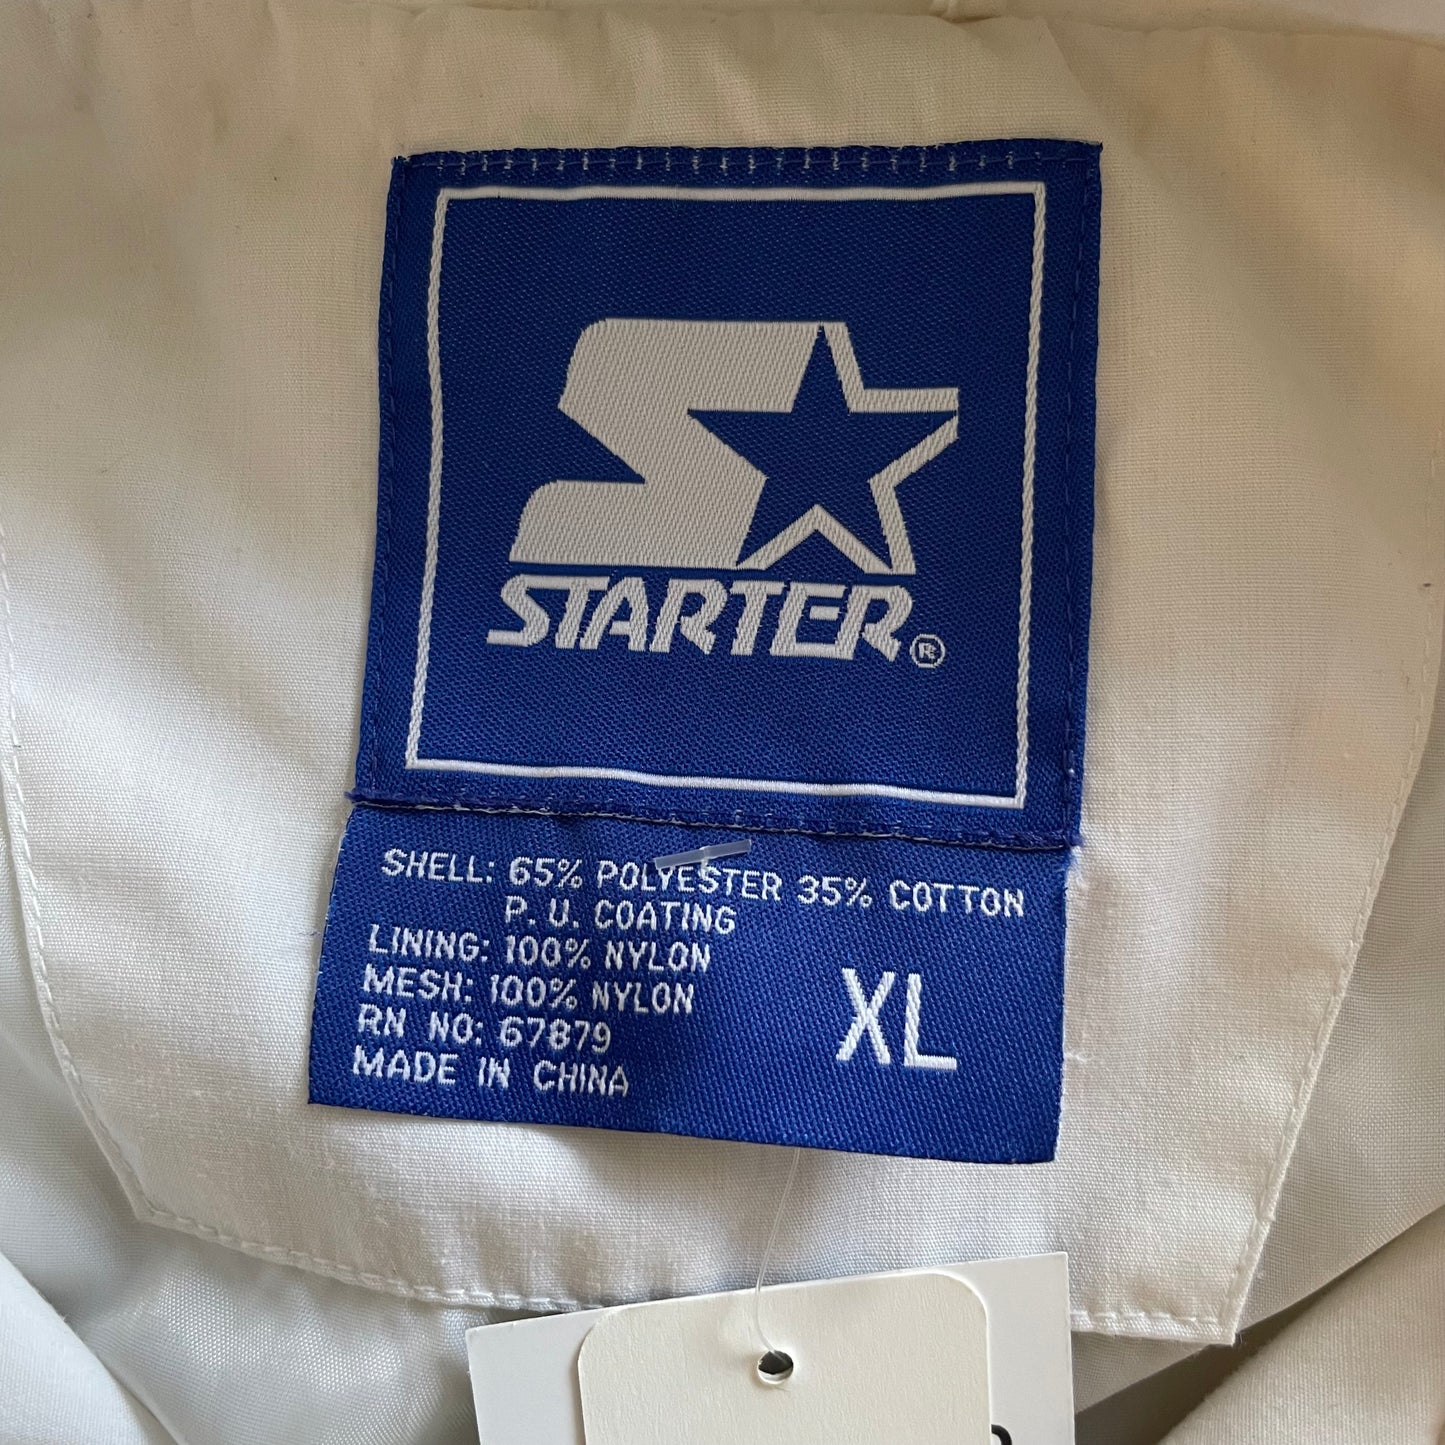 STARTER®
SHELL: 65% POLYESTER 35% COTTON
P. U. COATING
LINING: 100% NYLON
MESH: 100% NYLON
RN NO: 67879
MADE IN CHINA
XL